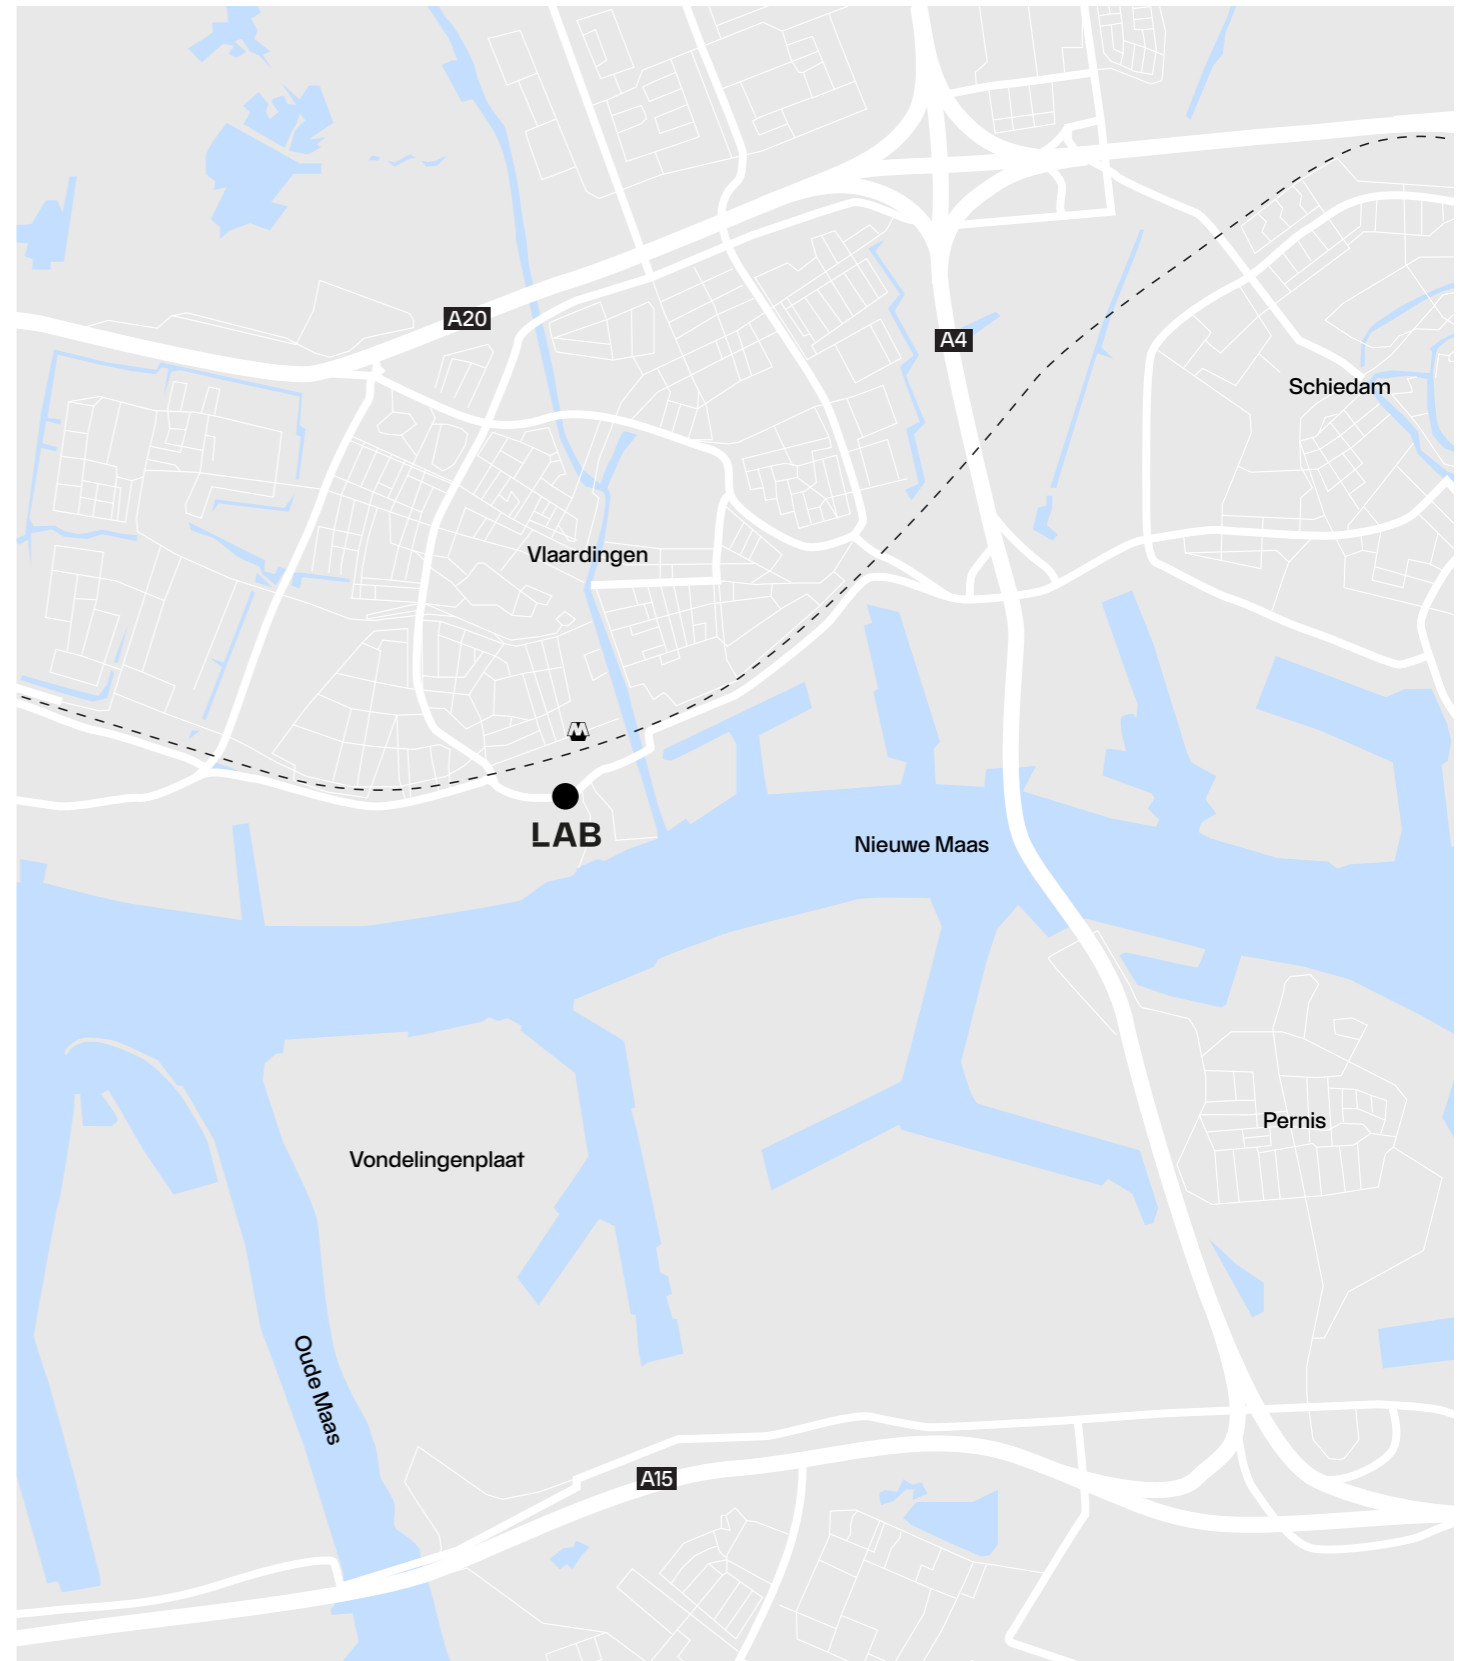 A20
A4
Schiedam
Vlaardingen
M
LAB
Nieuwe Maas
Pernis
Vondelingenplaat
Oude Maas
A15